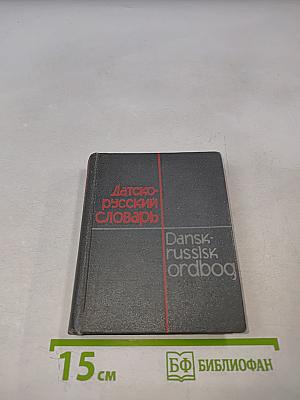 Датско-
русский
словарь
Dansk-
russisk
ordbog
15 см
БФ БИБЛИОФАН